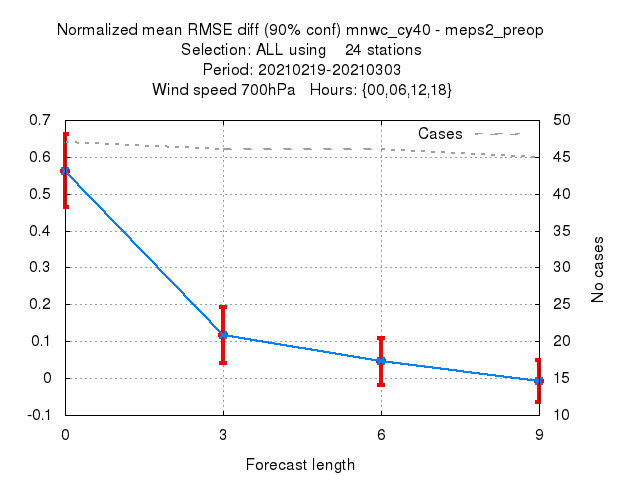 Normalized mean RMSE diff (90% conf) mnwc_cy40 - meps2_preop
Selection: ALL using    24 stations
Period: 20210219-20210303
Wind speed 700hPa   Hours: {00,06,12,18}
Cases
0.7
0.6
0.5
0.4
0.3
0.2
0.1
0
-0.1
50
45
40
35
30
25
20
15
10
No cases
0 3 6 9
Forecast length